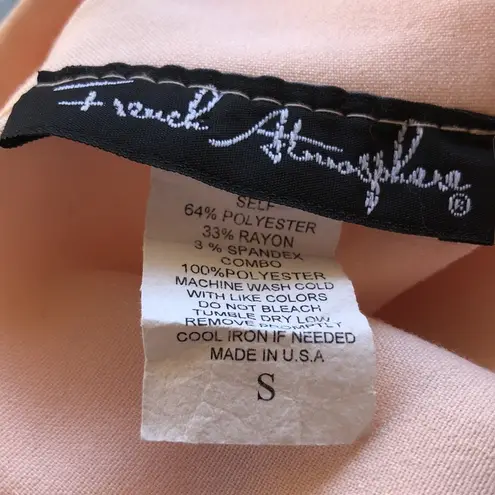 French Atmosphere ®
SELF
64% POLYESTER
33% RAYON
3 % SPANDEX
COMBO
100%POLYESTER
MACHINE WASH COLD
WITH LIKE COLORS
DO NOT BLEACH
TUMBLE DRY LOW
REMOVE PROMPTLY
COOL IRON IF NEEDED
MADE IN U.S.A
S